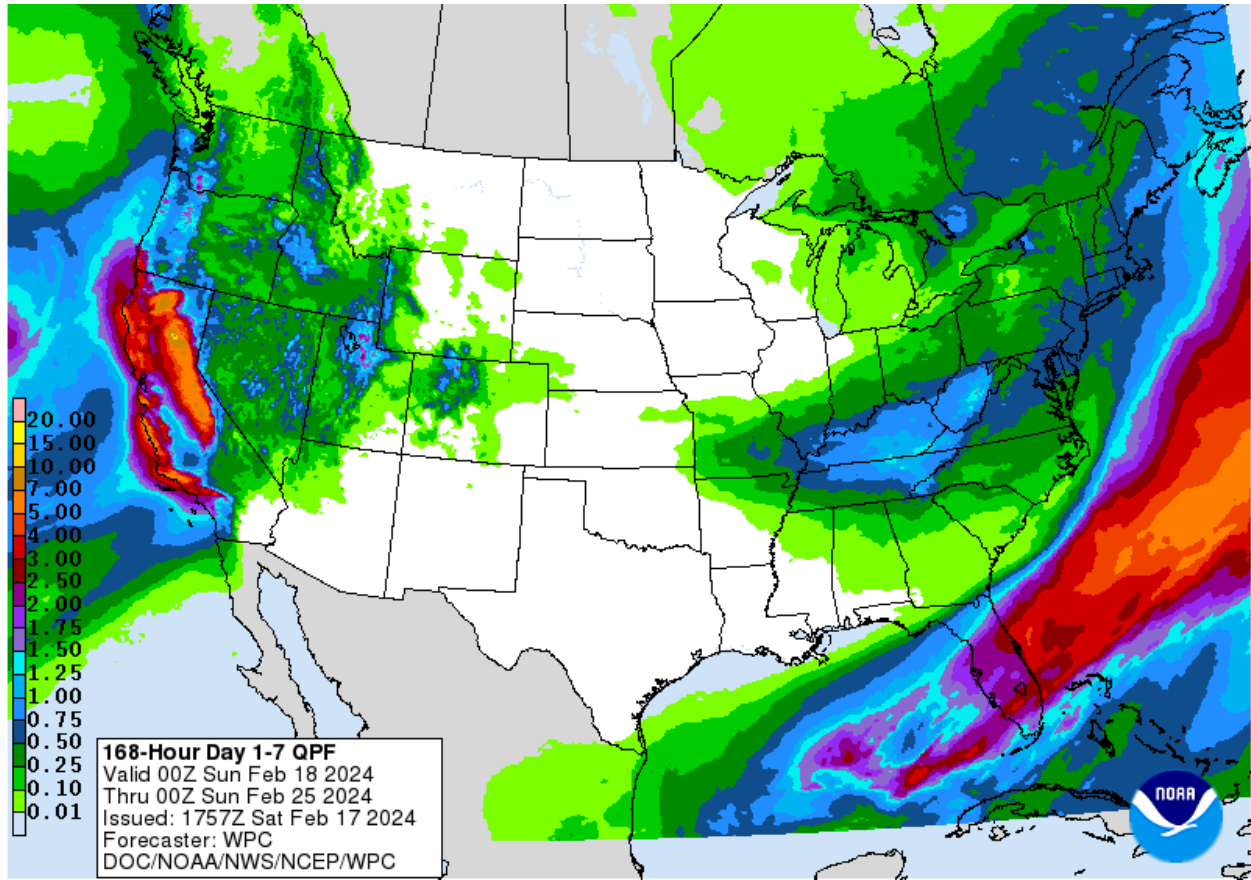 20.00
15.00
10.00
7.00
5.00
4.00
3.00
2.50
2.00
1.75
1.50
1.25
1.00
0.75
0.50
0.25
0.10
0.01
168-Hour Day 1-7 QPF
Valid 00Z Sun Feb 18 2024
Thru 00Z Sun Feb 25 2024
Issued: 1757Z Sat Feb 17 2024
Forecaster: WPC
DOC/NOAA/NWS/NCEP/WPC
NOAA